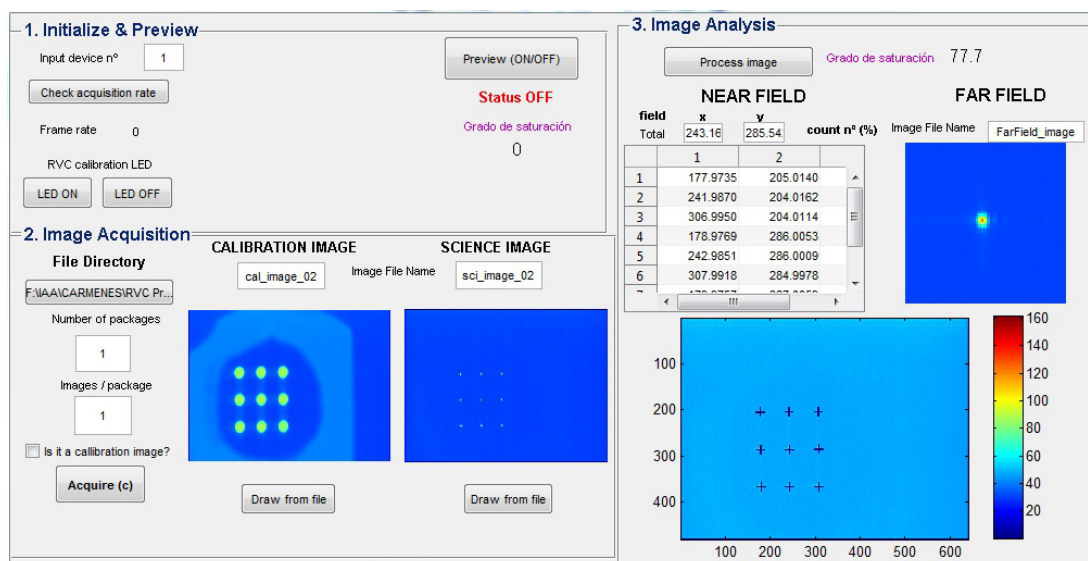 1. Initialize & Preview
Input device nº 1
Preview (ON/OFF)
Check acquisition rate
Status OFF
Frame rate 0
Grado de saturación
0
RVC calibration LED
LED ON LED OFF
2. Image Acquisition
File Directory
CALIBRATION IMAGE SCIENCE IMAGE
cal_image_02 Image File Name sci_image_02
F:\IAA\CARMENES\RVC Pr...
Number of packages
1
Images / package
1
Is it a callibration image?
Acquire (c)
Draw from file Draw from file
3. Image Analysis
Process image Grado de saturación 77.7
NEAR FIELD FAR FIELD
field x y
Total 243.16 285.54 count nº (%) Image File Name FarField_image
1 2
1 177.9735 205.0140
2 241.9870 204.0162
3 306.9950 204.0114
4 178.9769 286.0053
5 242.9851 286.0009
6 307.9918 284.9978
100
200
300
400
100 200 300 400 500 600
160
140
120
100
80
60
40
20